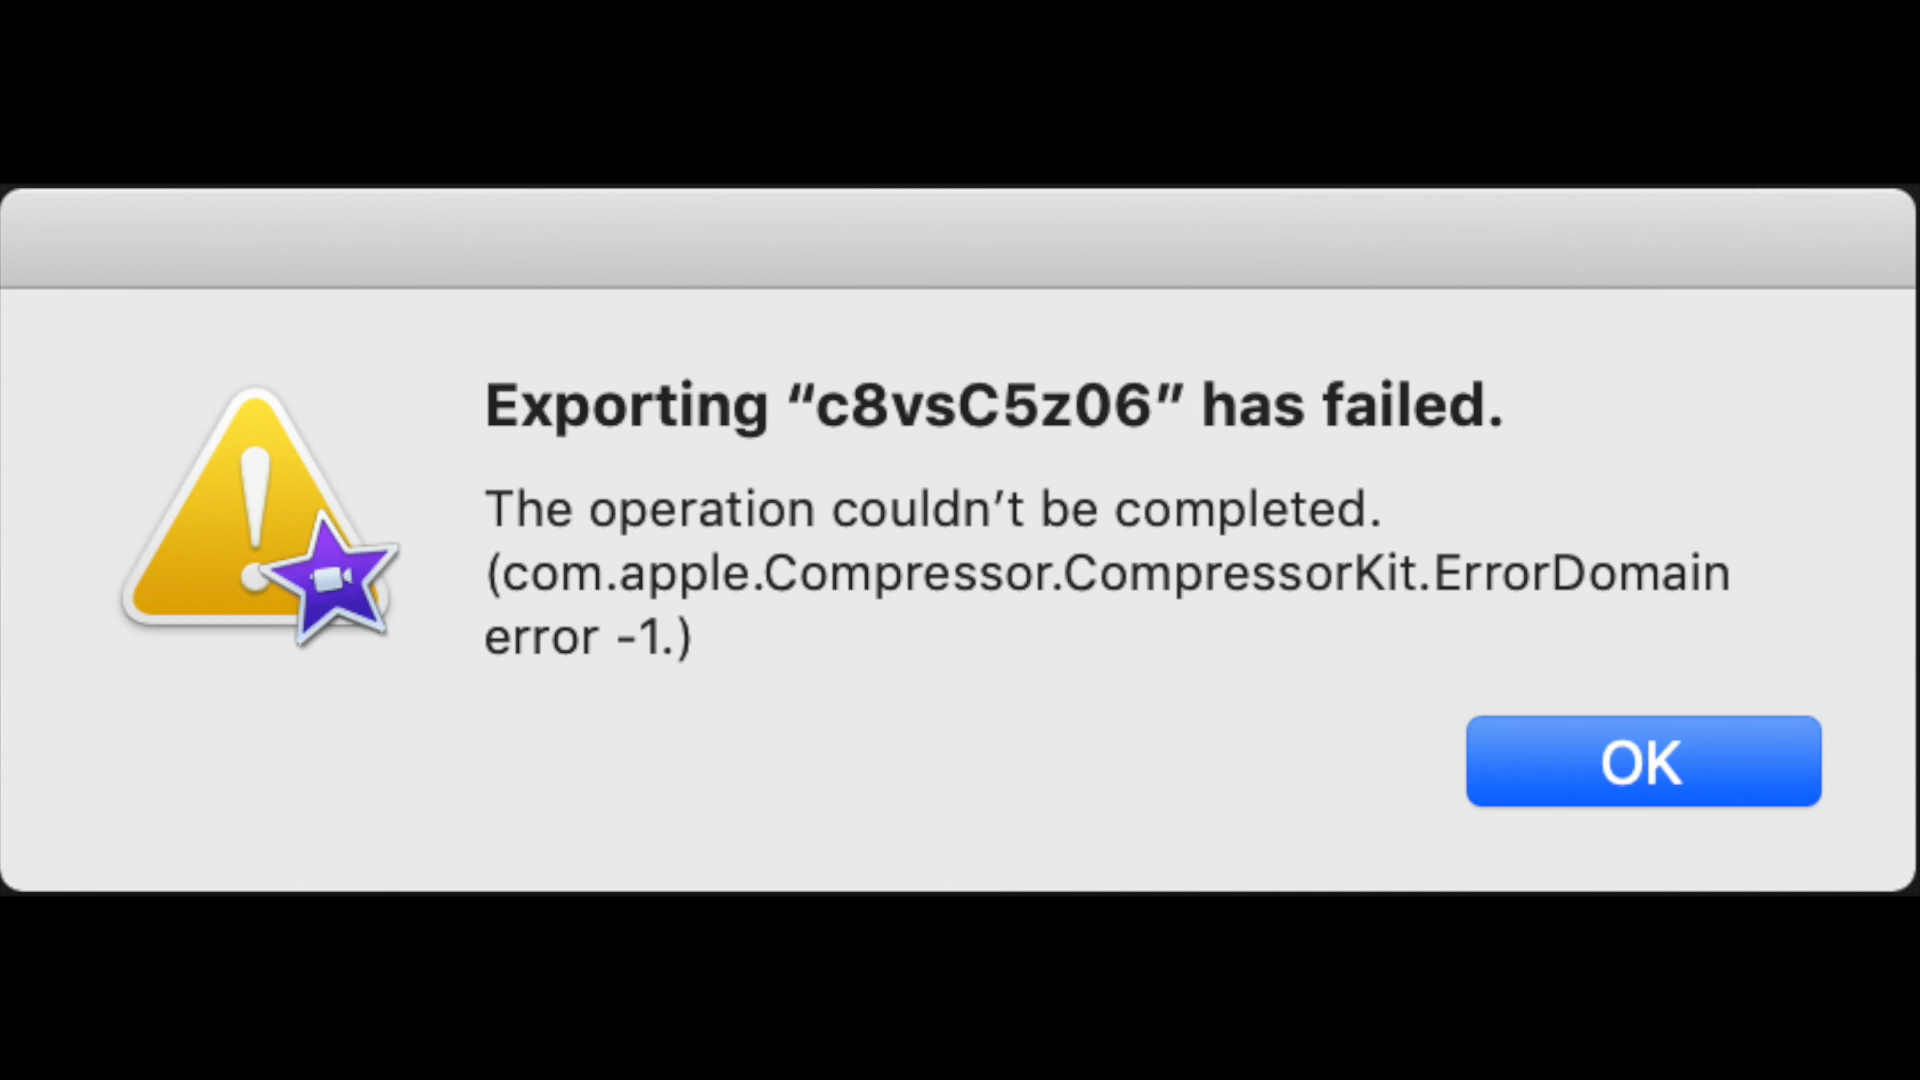 Exporting “c8vsC5z06” has failed.
The operation couldn’t be completed.
(com.apple.Compressor.CompressorKit.ErrorDomain
error -1.)
OK